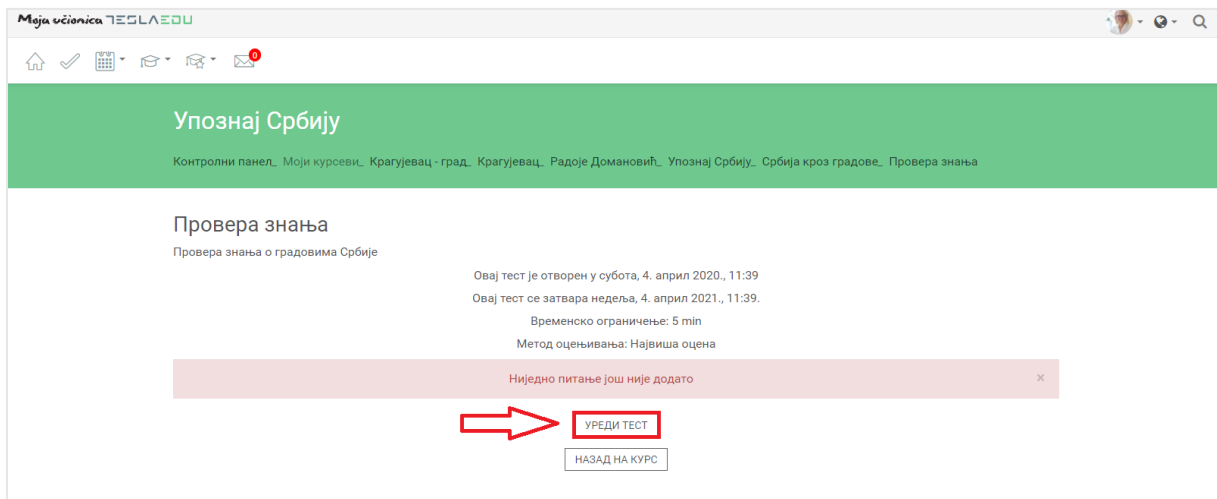 Moja učionica TESLAEDU
0
Упознај Србију
Контролни панел_ Моји курсеви_ Крагујевац - град_ Крагујевац_ Радоје Домановић_ Упознај Србију_ Србија кроз градове_ Провера знања
Провера знања
Провера знања о градовима Србије
Овај тест је отворен у субота, 4. април 2020., 11:39
Овај тест се затвара недеља, 4. април 2021., 11:39.
Временско ограничење: 5 min
Метод оцењивања: Највиша оцена
Ниједно питање још није додато ×
УРЕДИ ТЕСТ
НАЗАД НА КУРС